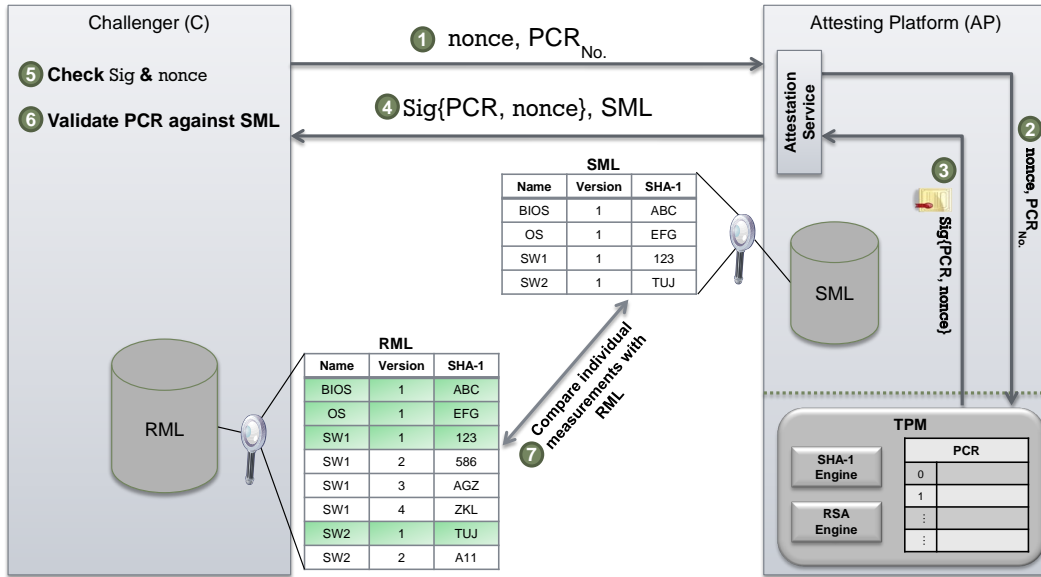 Challenger (C)
5 Check Sig & nonce
6 Validate PCR against SML
1 nonce, PCR No.
4 Sig{PCR, nonce}, SML
Attesting Platform (AP)
Attestation
Service
2 nonce, PCR No.
3 Sig{PCR, nonce}
SML
Name Version SHA-1
BIOS 1 ABC
OS 1 EFG
SW1 1 123
SW2 1 TUJ
SML
7 Compare individual
measurements with
RML
RML
RML
Name Version SHA-1
BIOS 1 ABC
OS 1 EFG
SW1 1 123
SW1 2 586
SW1 3 AGZ
SW1 4 ZKL
SW2 1 TUJ
SW2 2 A11
TPM
SHA-1
Engine
RSA
Engine
PCR
0
1
⋮
⋮